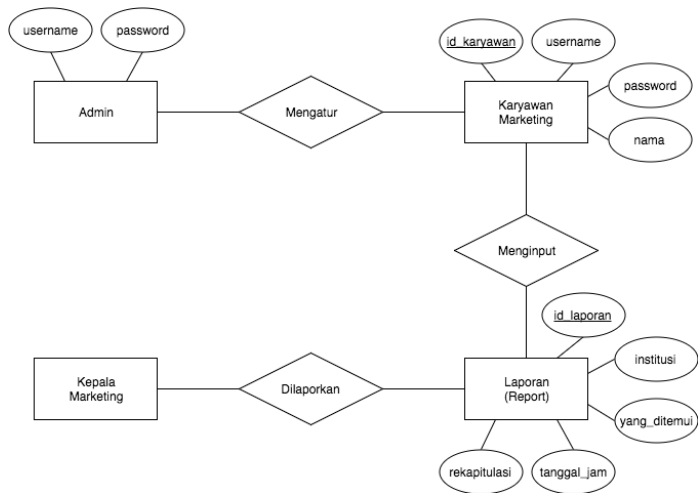 username
password
id_karyawan
username
Admin
Mengatur
Karyawan
Marketing
password
nama
Menginput
id_laporan
Kepala
Marketing
Dilaporkan
Laporan
(Report)
institusi
yang_ditemui
rekapitulasi
tanggal_jam